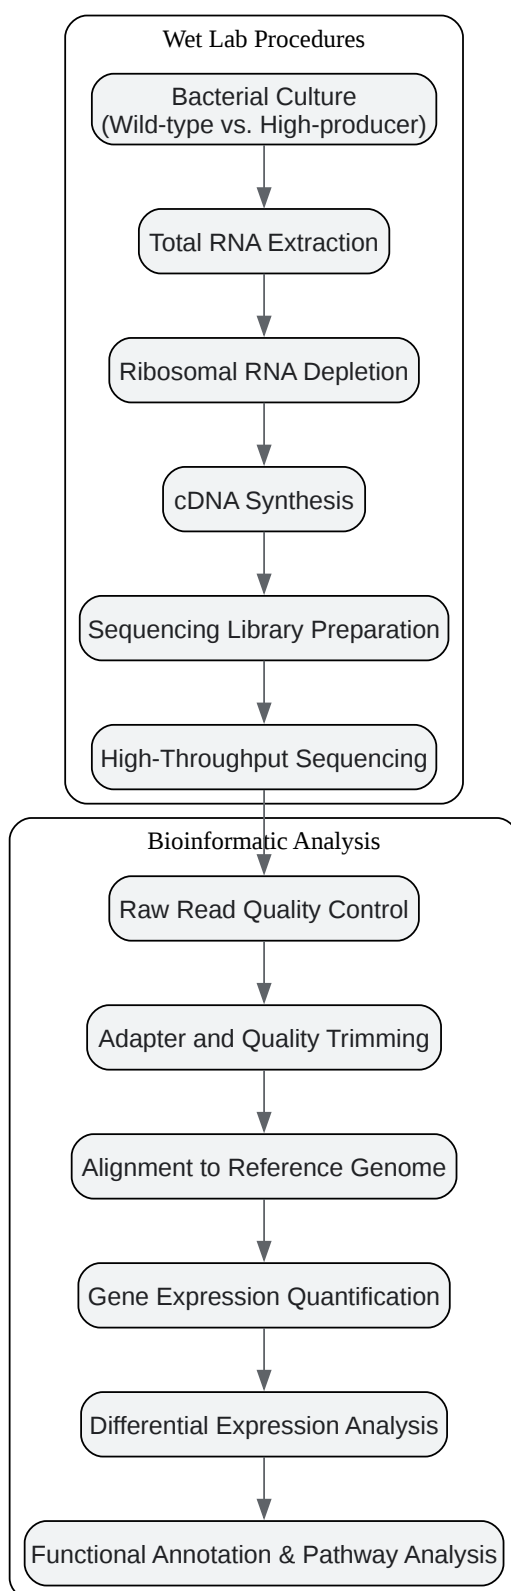 Wet Lab Procedures
Bacterial Culture
(Wild-type vs. High-producer)
Total RNA Extraction
Ribosomal RNA Depletion
cDNA Synthesis
Sequencing Library Preparation
High-Throughput Sequencing
Bioinformatic Analysis
Raw Read Quality Control
Adapter and Quality Trimming
Alignment to Reference Genome
Gene Expression Quantification
Differential Expression Analysis
Functional Annotation & Pathway Analysis